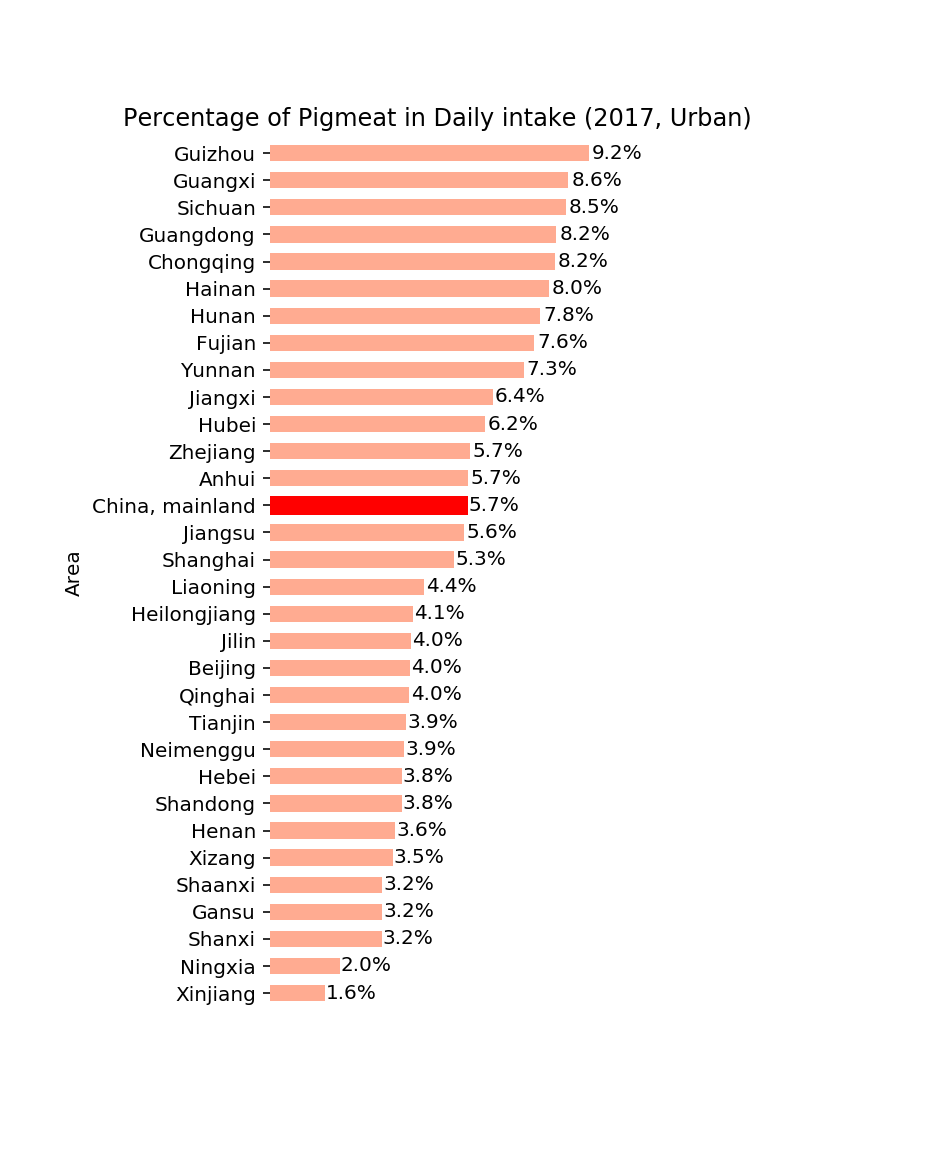 Percentage of Pigmeat in Daily intake (2017, Urban)
Guizhou 9.2%
Guangxi 8.6%
Sichuan 8.5%
Guangdong 8.2%
Chongqing 8.2%
Hainan 8.0%
Hunan 7.8%
Fujian 7.6%
Yunnan 7.3%
Jiangxi 6.4%
Hubei 6.2%
Zhejiang 5.7%
Anhui 5.7%
China, mainland 5.7%
Jiangsu 5.6%
Shanghai 5.3%
Liaoning 4.4%
Heilongjiang 4.1%
Jilin 4.0%
Beijing 4.0%
Qinghai 4.0%
Tianjin 3.9%
Neimenggu 3.9%
Hebei 3.8%
Shandong 3.8%
Henan 3.6%
Xizang 3.5%
Shaanxi 3.2%
Gansu 3.2%
Shanxi 3.2%
Ningxia 2.0%
Xinjiang 1.6%
Area